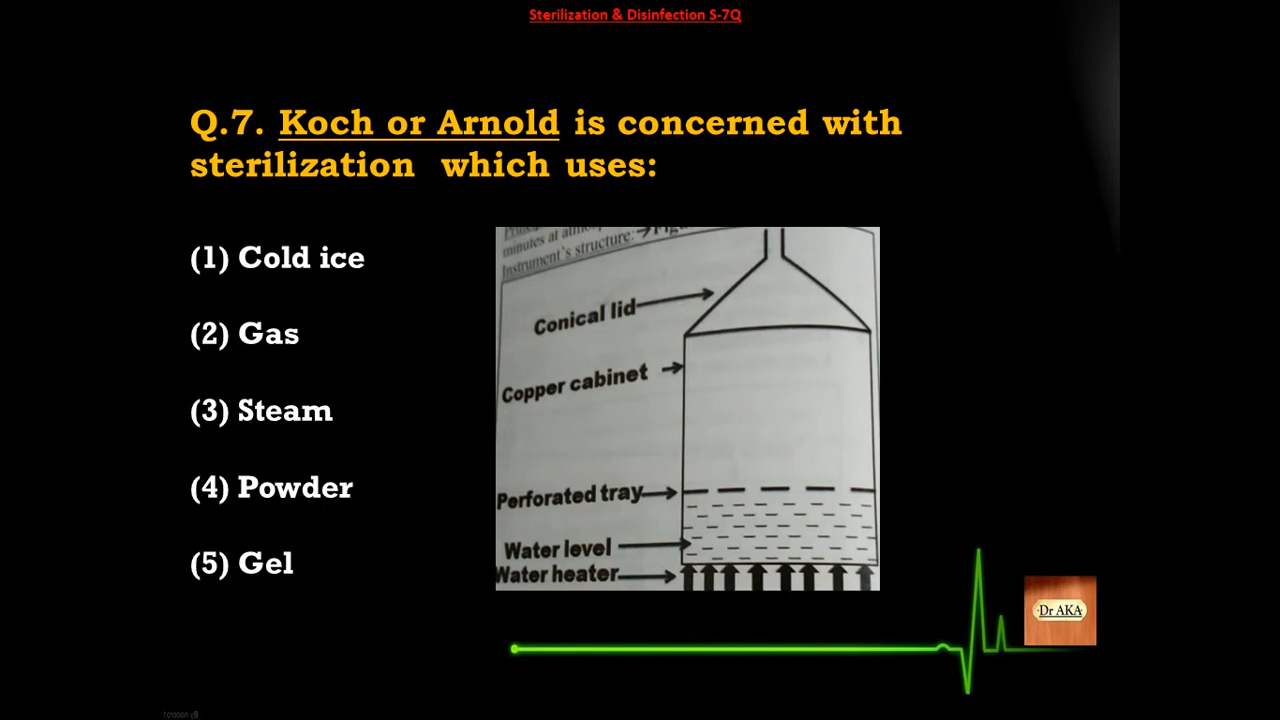 Sterilization & Disinfection S-7Q
Q.7. Koch or Arnold is concerned with
sterilization which uses:
(1) Cold ice
(2) Gas
(3) Steam
(4) Powder
(5) Gel
minutes at
Instrument's structure:
Conical lid
Copper cabinet
Perforated tray
Water level
Water heater
Dr AKA